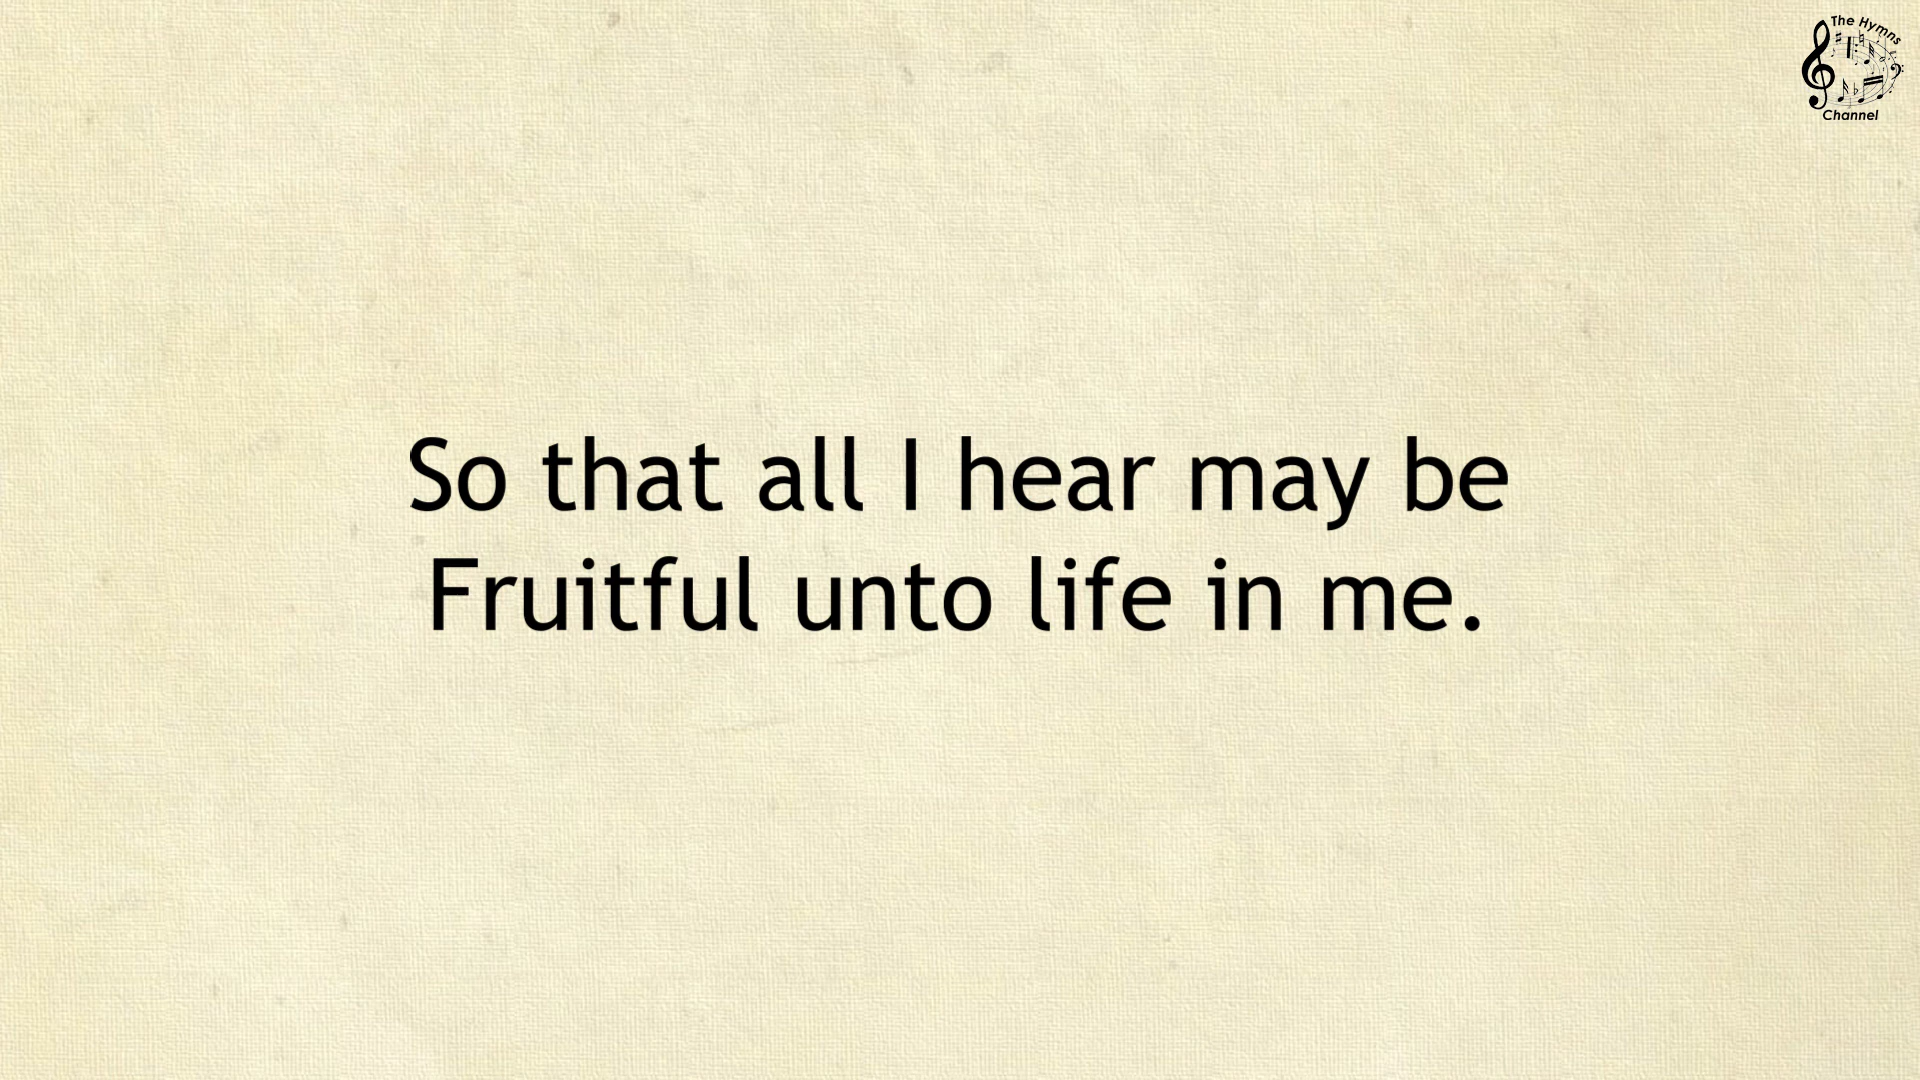 The Hymns
Channel
So that all I hear may be
Fruitful unto life in me.